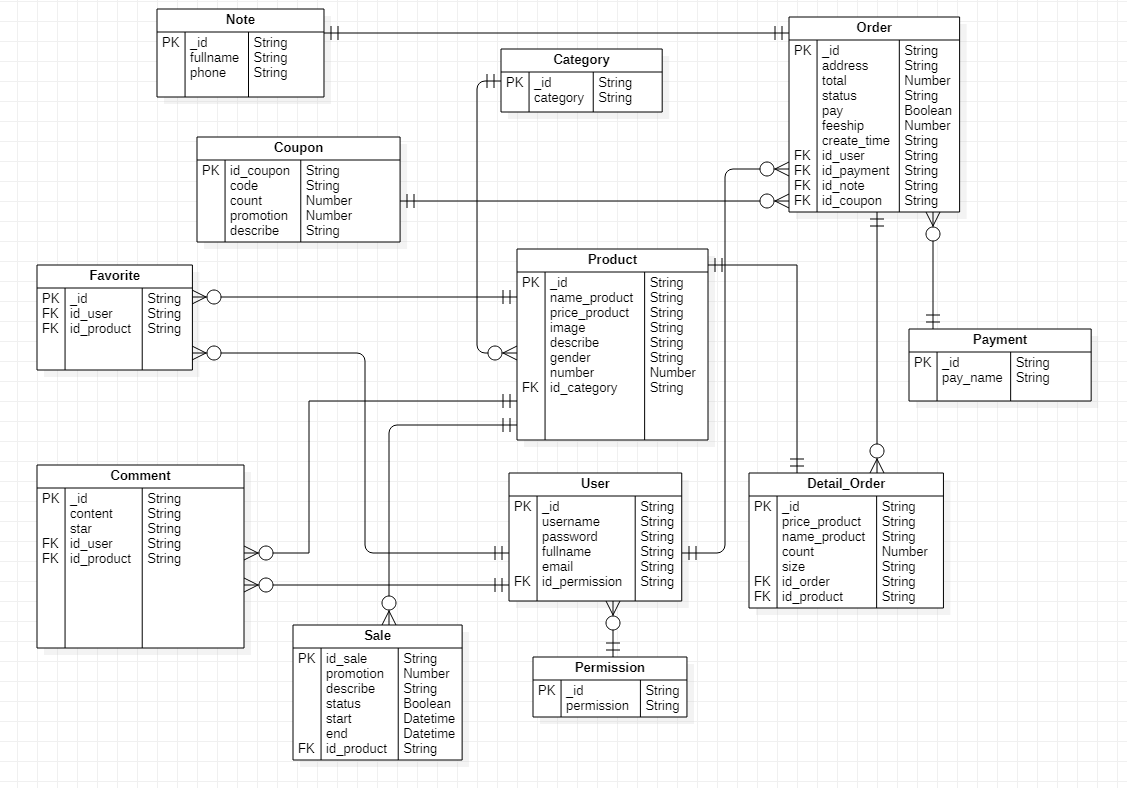 Note
PK _id String
fullname String
phone String
Order
PK _id String
address String
total Number
status String
pay Boolean
feeship Number
create_time String
FK id_user String
FK id_payment String
FK id_note String
FK id_coupon String
Category
PK _id String
category String
Coupon
PK id_coupon String
code String
count Number
promotion Number
describe String
Product
PK _id String
name_product String
price_product String
image String
describe String
gender String
number Number
FK id_category String
Favorite
PK _id String
FK id_user String
FK id_product String
Payment
PK _id String
pay_name String
Comment
PK _id String
content String
star String
FK id_user String
FK id_product String
User
PK _id String
username String
password String
fullname String
email String
FK id_permission String
Detail_Order
PK _id String
price_product String
name_product String
count Number
size String
FK id_order String
FK id_product String
Sale
PK id_sale String
promotion Number
describe String
status Boolean
start Datetime
end Datetime
FK id_product String
Permission
PK _id String
permission String